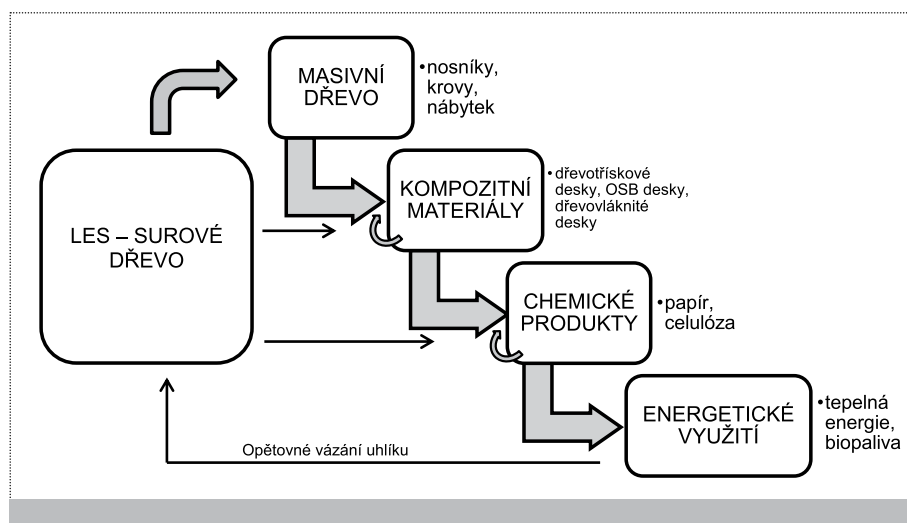 MASIVNÍ
DŘEVO
•nosníky,
krovy,
nábytek
LES – SUROVÉ
DŘEVO
KOMPOZITNÍ
MATERIÁLY
•dřevotřískové
desky, OSB desky,
dřevovláknité
desky
CHEMICKÉ
PRODUKTY
•papír,
celulóza
ENERGETICKÉ
VYUŽITÍ
•tepelná
energie,
biopaliva
Opětovné vázání uhlíku